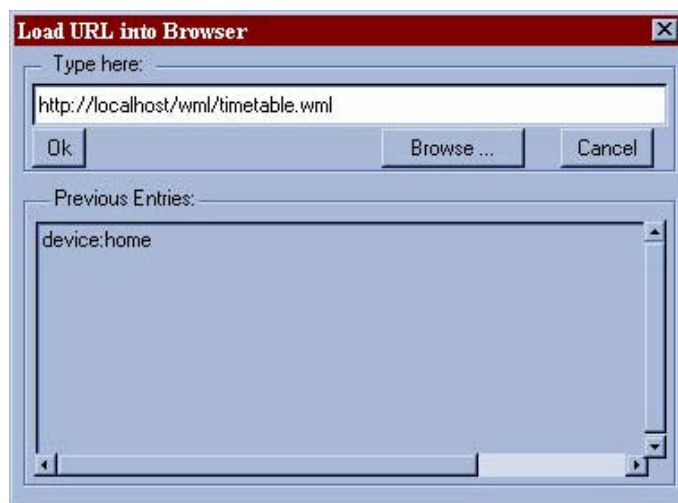 Load URL into Browser
Type here:
http://localhost/wml/timetable.wml
Ok Browse ... Cancel
Previous Entries:
device:home